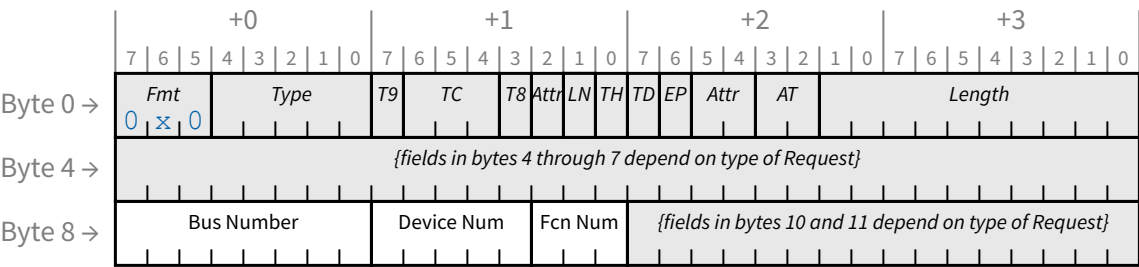 +0 +1 +2 +3
7 6 5 4 3 2 1 0 7 6 5 4 3 2 1 0 7 6 5 4 3 2 1 0 7 6 5 4 3 2 1 0
Byte 0 → Fmt Type T9 TC T8 Attr LN TH TD EP Attr AT Length
0 x 0
Byte 4 → {fields in bytes 4 through 7 depend on type of Request}
Byte 8 → Bus Number Device Num Fcn Num {fields in bytes 10 and 11 depend on type of Request}